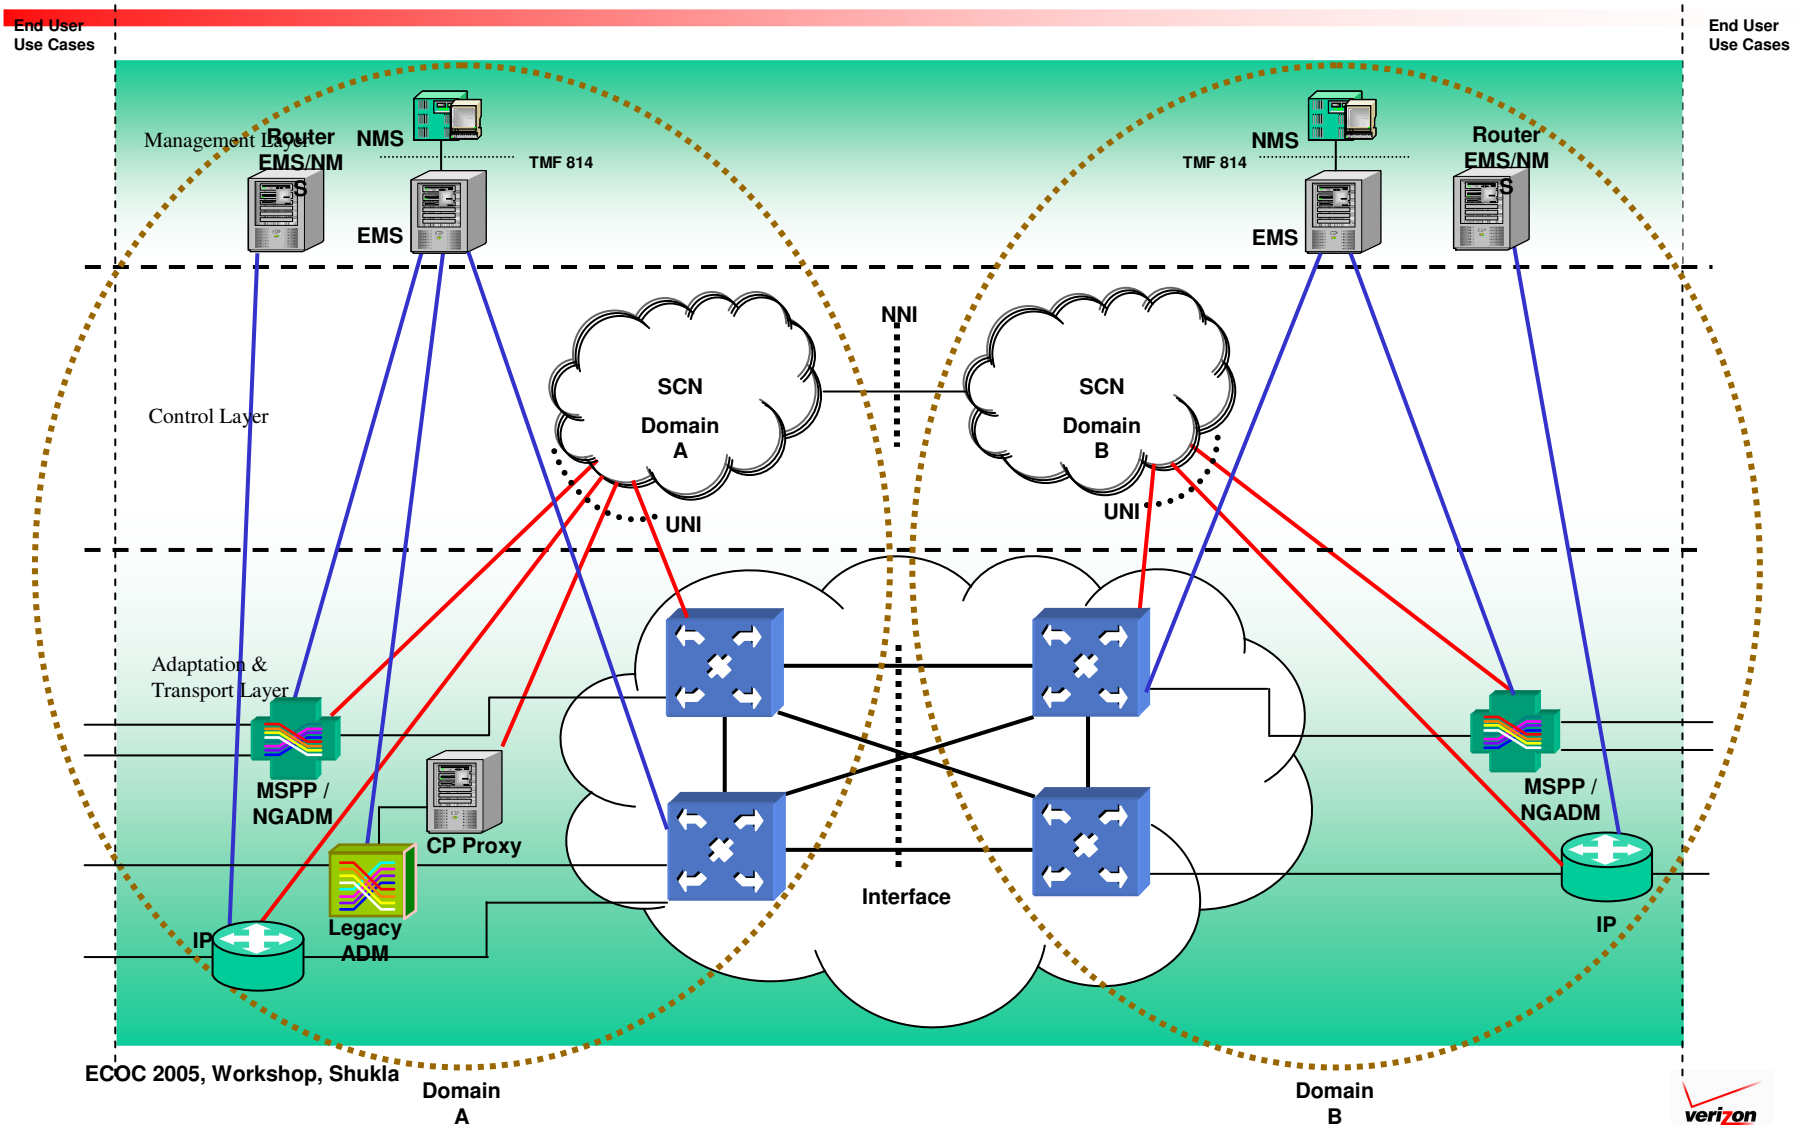 End User
Use Cases
End User
Use Cases
Management Layer
Router
EMS/NM
S
NMS
TMF 814
EMS
NMS
TMF 814
EMS
Router
EMS/NM
S
NNI
SCN
Domain
A
SCN
Domain
B
Control Layer
UNI
UNI
Adaptation &
Transport Layer
MSPP /
NGADM
CP Proxy
Legacy
ADM
IP
Interface
MSPP /
NGADM
IP
ECOC 2005, Workshop, Shukla
Domain
A
Domain
B
verizon